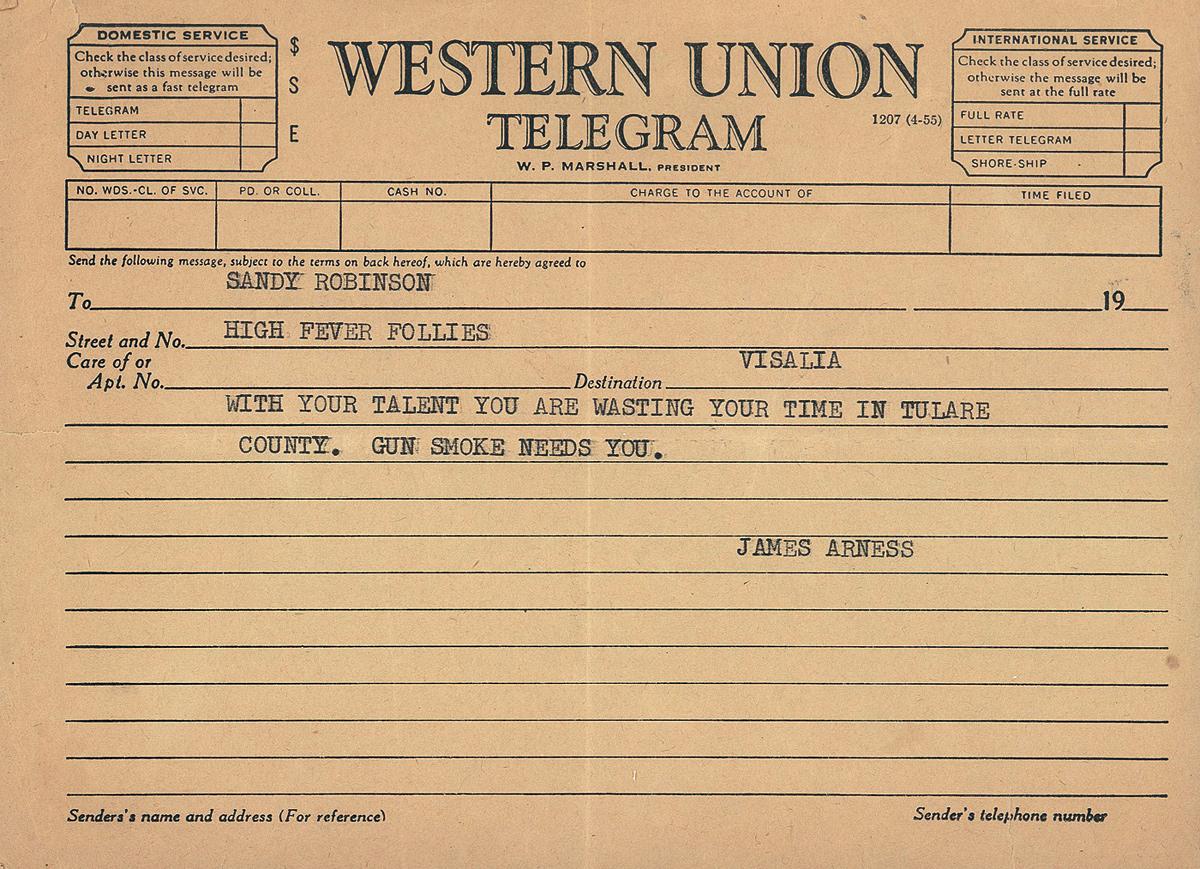 DOMESTIC SERVICE
Check the class of service desired;
otherwise this message will be
sent as a fast telegram
TELEGRAM
DAY LETTER
NIGHT LETTER
$
S
E
WESTERN UNION
TELEGRAM
1207 (4-55)
W. P. MARSHALL, PRESIDENT
INTERNATIONAL SERVICE
Check the class of service desired;
otherwise the message will be
sent at the full rate
FULL RATE
LETTER TELEGRAM
SHORE-SHIP
NO. WDS.-CL. OF SVC. PD. OR COLL. CASH NO. CHARGE TO THE ACCOUNT OF TIME FILED
Send the following message, subject to the terms on back hereof, which are hereby agreed to
SANDY ROBINSON
To 19
HIGH FEVER FOLLIES
Street and No.
Care of or VISALIA
Apt. No. Destination
WITH YOUR TALENT YOU ARE WASTING YOUR TIME IN TULARE
COUNTY. GUN SMOKE NEEDS YOU.
JAMES ARNESS
Senders's name and address (For reference) Sender's telephone number